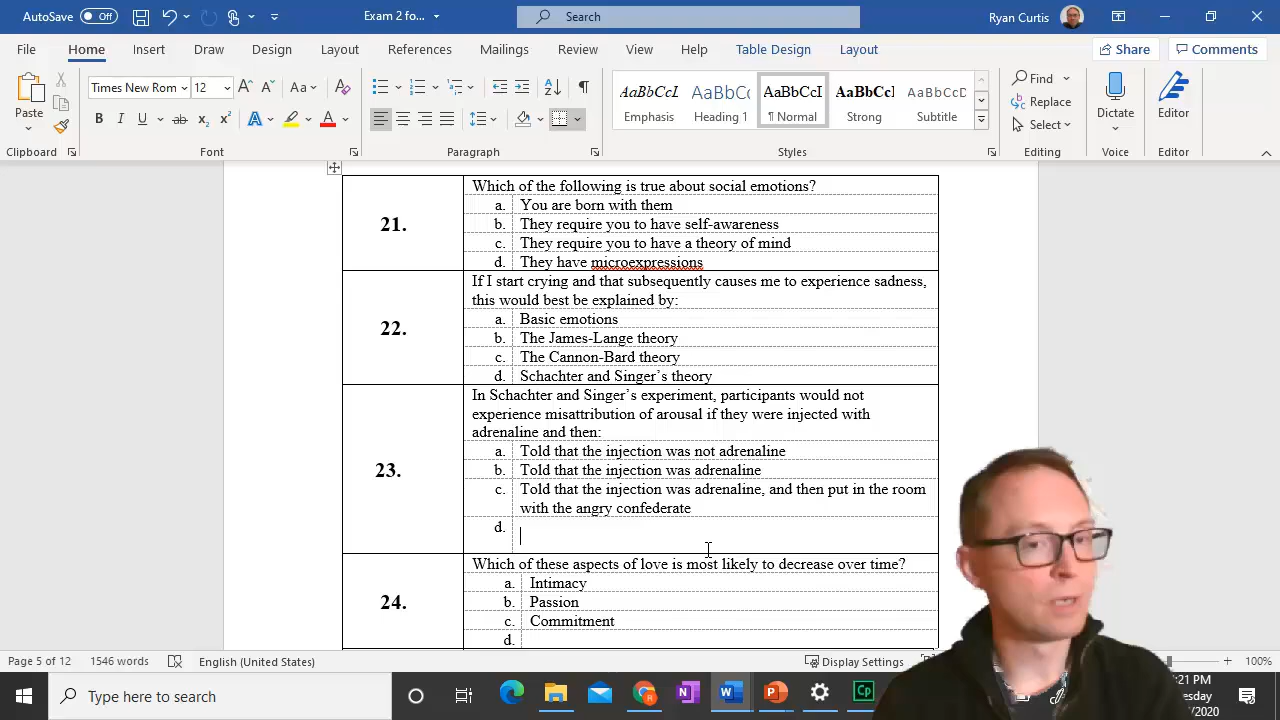 AutoSave Off Exam 2 fo... Search Ryan Curtis
File Home Insert Draw Design Layout References Mailings Review View Help Table Design Layout Share Comments
Times New Rom 12 Aa
Paste
AaBbCcI AaBbCc AaBbCcI AaBbCcl AaBbCcD
Emphasis Heading 1 ¶ Normal Strong Subtitle
Find
Replace
Select
Dictate
Editor
Clipboard Font Paragraph Styles Editing Voice Editor
21.
Which of the following is true about social emotions?
a. You are born with them
b. They require you to have self-awareness
c. They require you to have a theory of mind
d. They have microexpressions
22.
If I start crying and that subsequently causes me to experience sadness,
this would best be explained by:
a. Basic emotions
b. The James-Lange theory
c. The Cannon-Bard theory
d. Schachter and Singer's theory
23.
In Schachter and Singer's experiment, participants would not
experience misattribution of arousal if they were injected with
adrenaline and then:
a. Told that the injection was not adrenaline
b. Told that the injection was adrenaline
c. Told that the injection was adrenaline, and then put in the room
with the angry confederate
d.
24.
Which of these aspects of love is most likely to decrease over time?
a. Intimacy
b. Passion
c. Commitment
d.
Page 5 of 12 1546 words English (United States) Display Settings 100%
Type here to search
:21 PM
/2020